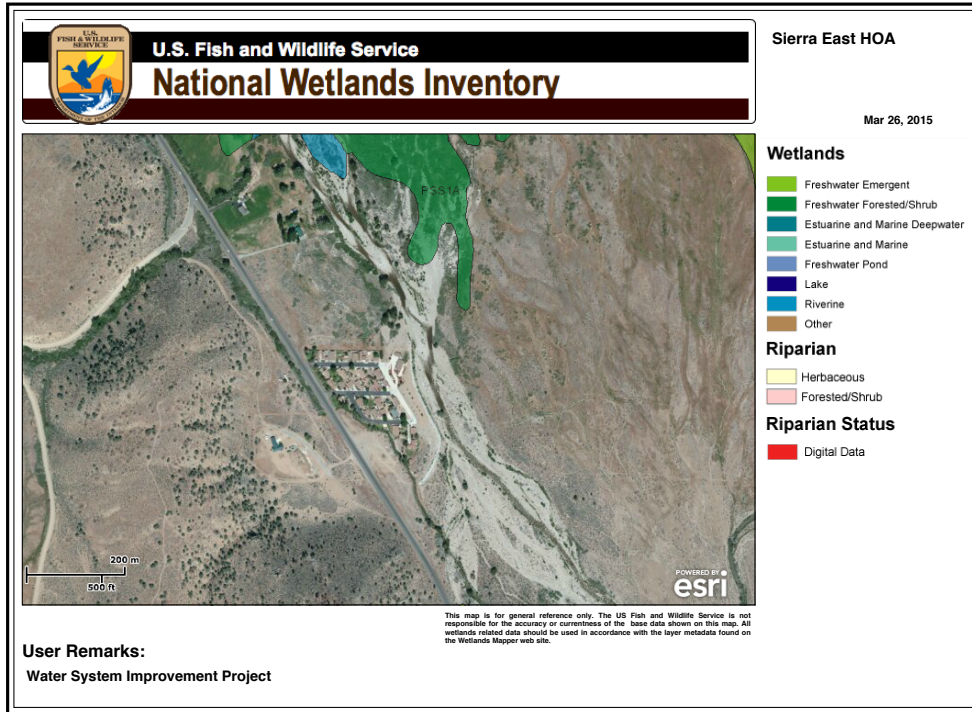 U.S.
FISH & WILDLIFE
SERVICE
DEPARTMENT OF THE INTERIOR
U.S. Fish and Wildlife Service
National Wetlands Inventory
Sierra East HOA
Mar 26, 2015
Wetlands
Freshwater Emergent
Freshwater Forested/Shrub
Estuarine and Marine Deepwater
Estuarine and Marine
Freshwater Pond
Lake
Riverine
Other
Riparian
Herbaceous
Forested/Shrub
Riparian Status
Digital Data
PSS1A
200 m
500 ft
POWERED BY
esri
This map is for general reference only. The US Fish and Wildlife Service is not
responsible for the accuracy or currentness of the base data shown on this map. All
wetlands related data should be used in accordance with the layer metadata found on
the Wetlands Mapper web site.
User Remarks:
Water System Improvement Project